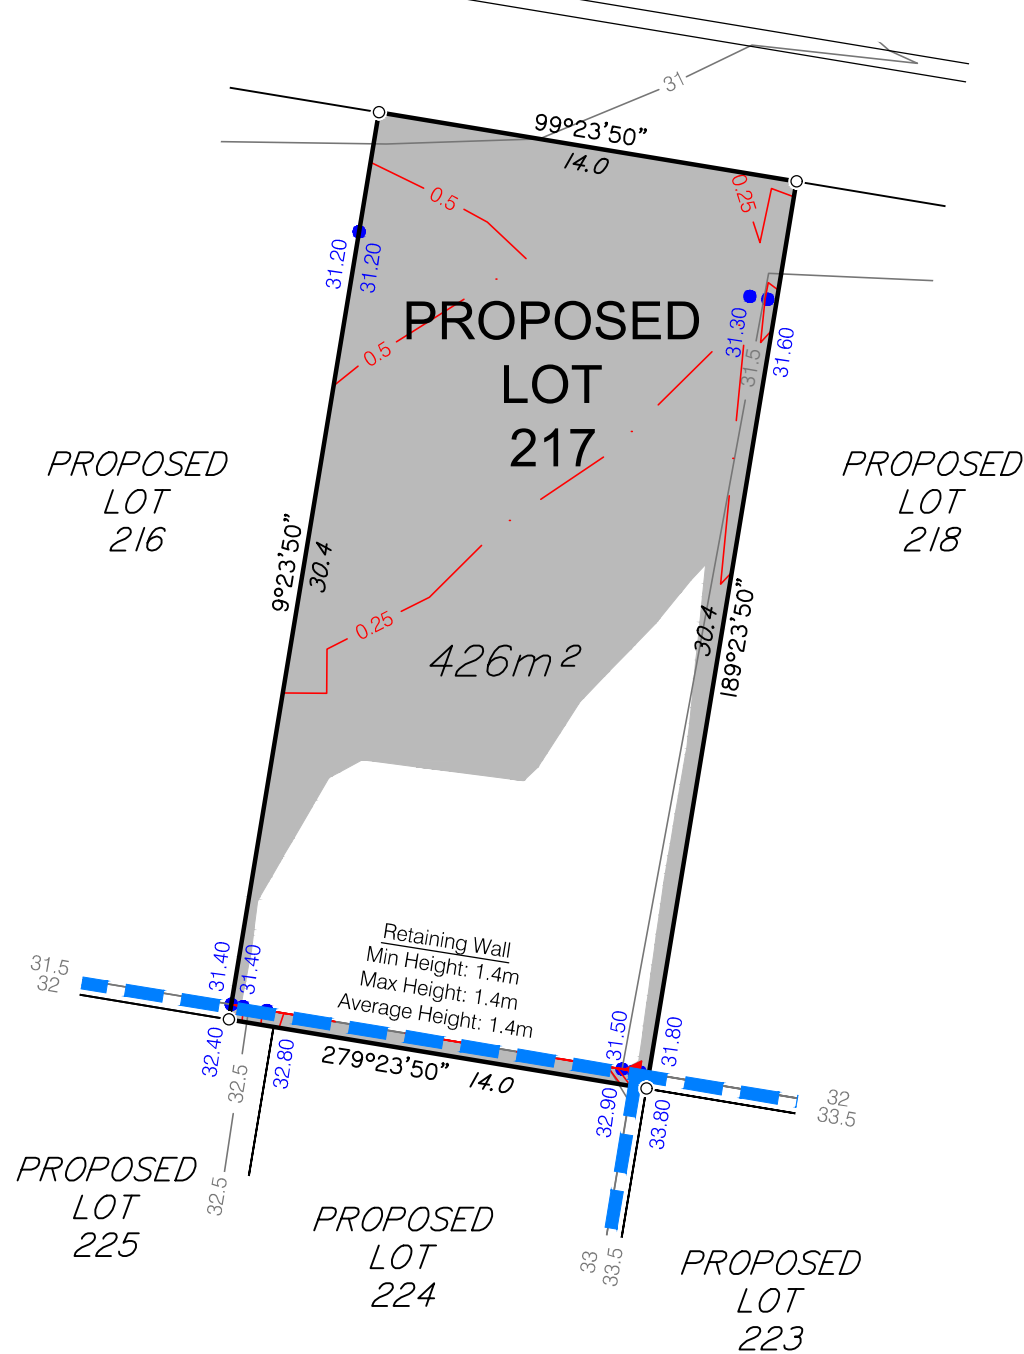 31
99°23'50"
14.0
0.5
0.25
31.20
31.20
PROPOSED
LOT
217
31.30
31.60
31.5
0.5
PROPOSED
LOT
216
PROPOSED
LOT
218
9°23'50"
30.4
0.25
426m²
30.4
189°23'50"
31.40
31.40
Retaining Wall
Min Height: 1.4m
Max Height: 1.4m
Average Height: 1.4m
31.5
32
31.50
31.80
32.40
32.5
32.80
279°23'50"
14.0
32.90
33.80
32
33.5
32.5
PROPOSED
LOT
225
PROPOSED
LOT
224
33
33.5
PROPOSED
LOT
223